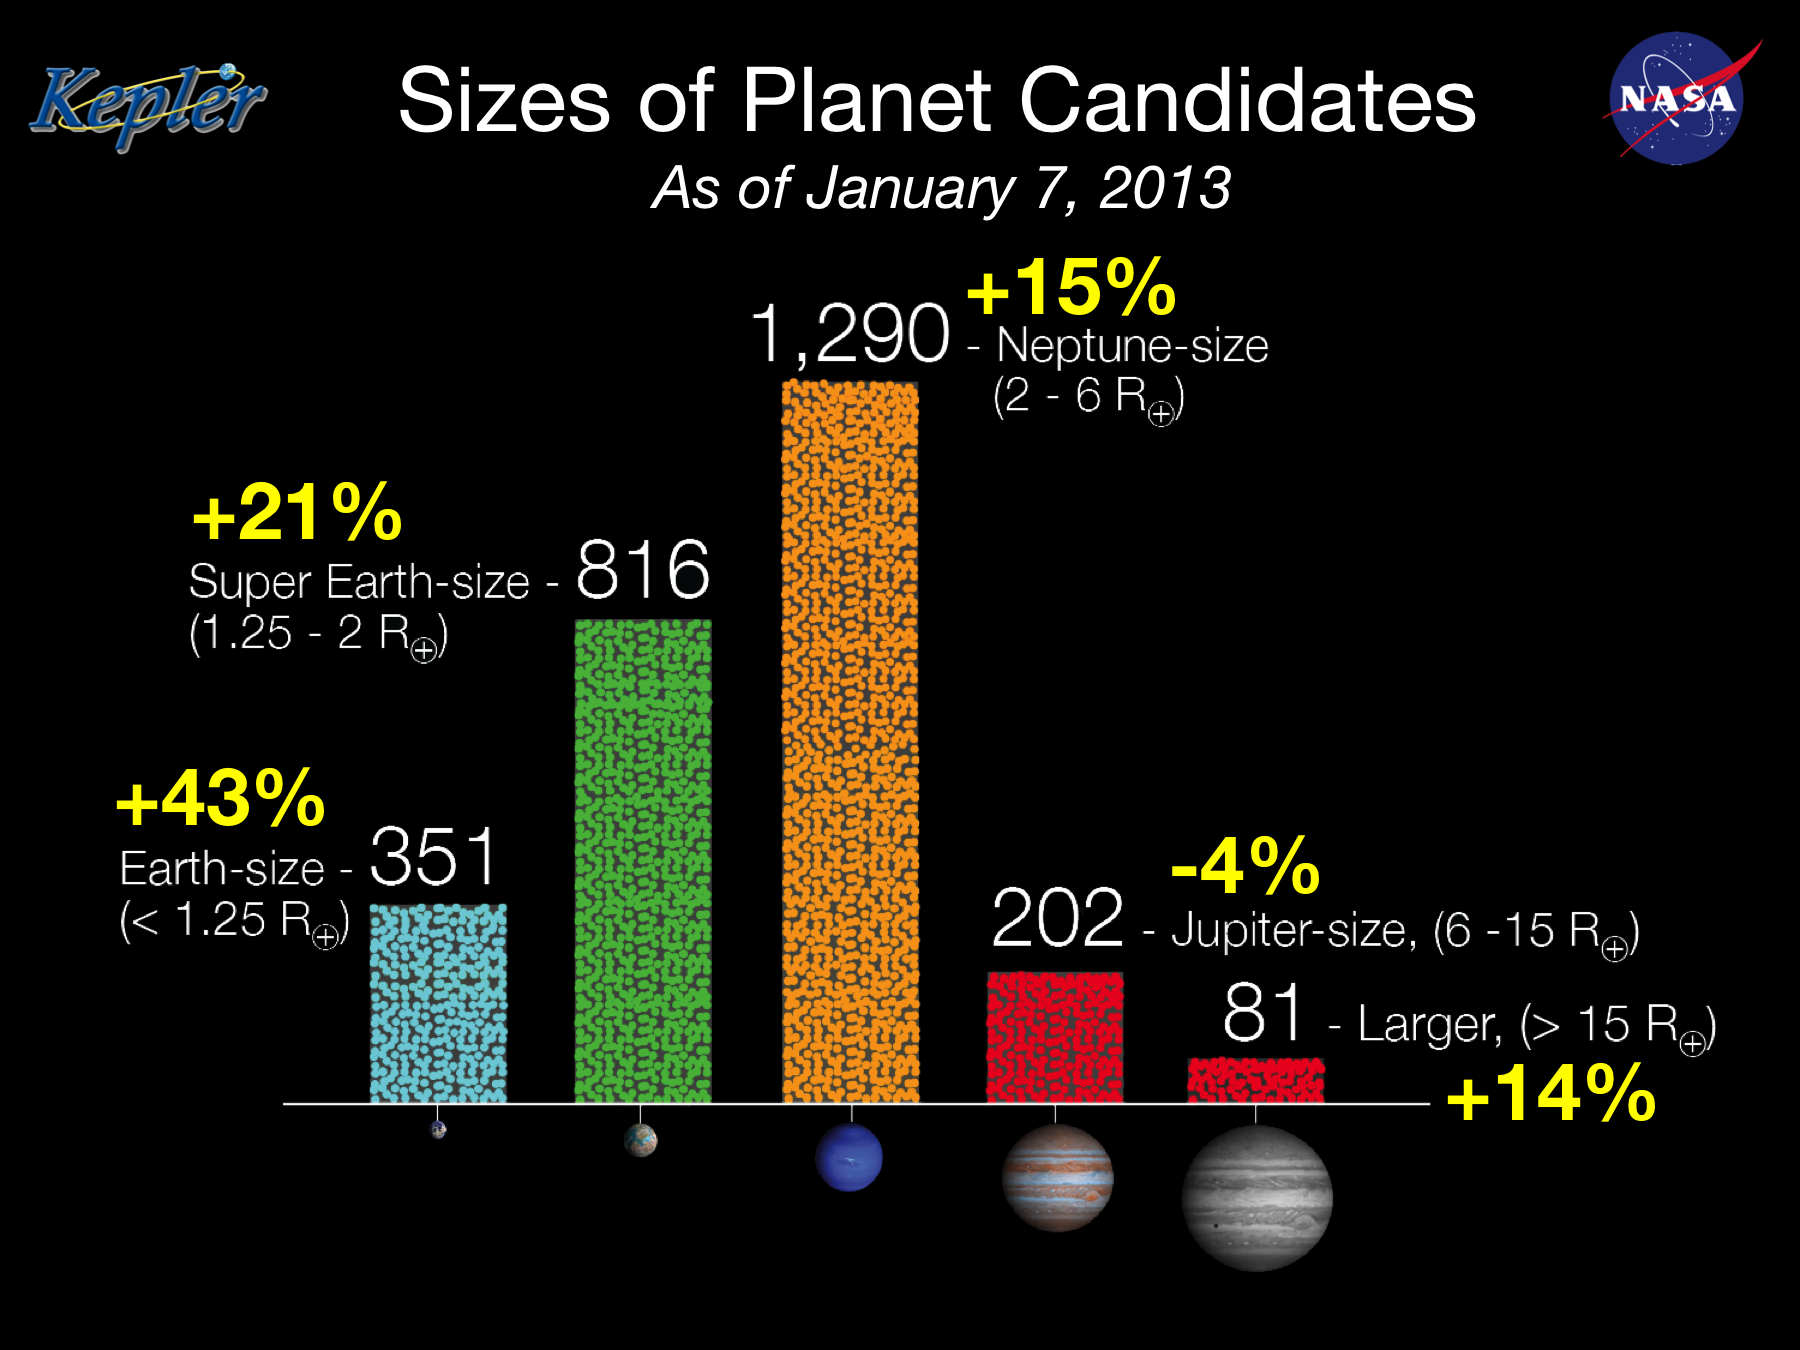 Kepler
Sizes of Planet Candidates
NASA
As of January 7, 2013
+15%
1,290 - Neptune-size
(2 - 6 R⊕)
+21%
Super Earth-size - 816
(1.25 - 2 R⊕)
+43%
Earth-size - 351
(< 1.25 R⊕)
-4%
202 - Jupiter-size, (6 -15 R⊕)
81 - Larger, (> 15 R⊕)
+14%